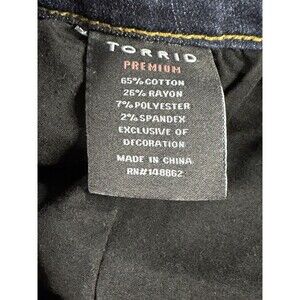 TORRID
PREMIUM
65% COTTON
26% RAYON
7% POLYESTER
2% SPANDEX
EXCLUSIVE OF
DECORATION
MADE IN CHINA
RN#148862